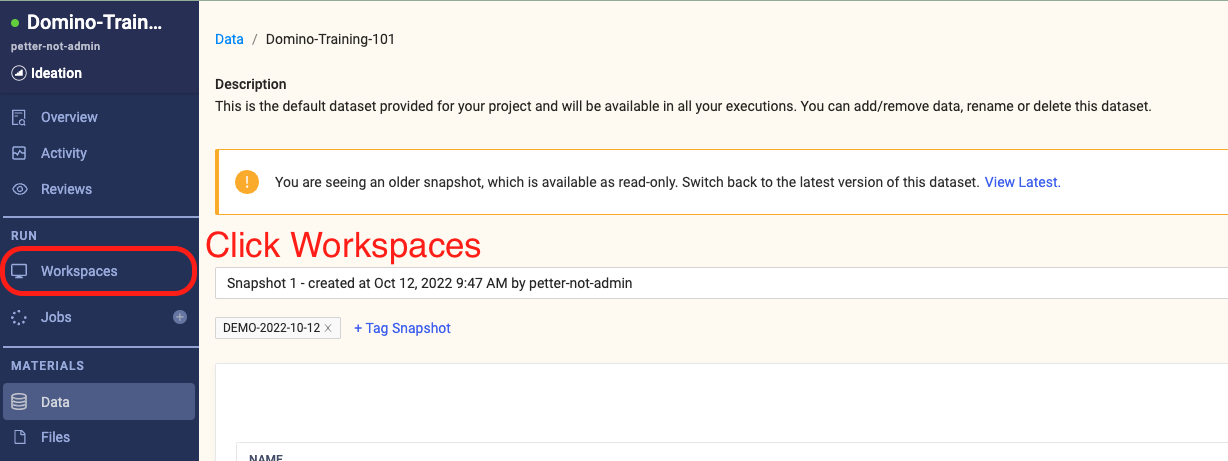 Domino-Train...
petter-not-admin
Ideation
Overview
Activity
Reviews
RUN
Workspaces
Jobs
MATERIALS
Data
Files
Data / Domino-Training-101
Description
This is the default dataset provided for your project and will be available in all your executions. You can add/remove data, rename or delete this dataset.
You are seeing an older snapshot, which is available as read-only. Switch back to the latest version of this dataset. View Latest.
Click Workspaces
Snapshot 1 - created at Oct 12, 2022 9:47 AM by petter-not-admin
DEMO-2022-10-12 × + Tag Snapshot
NAME